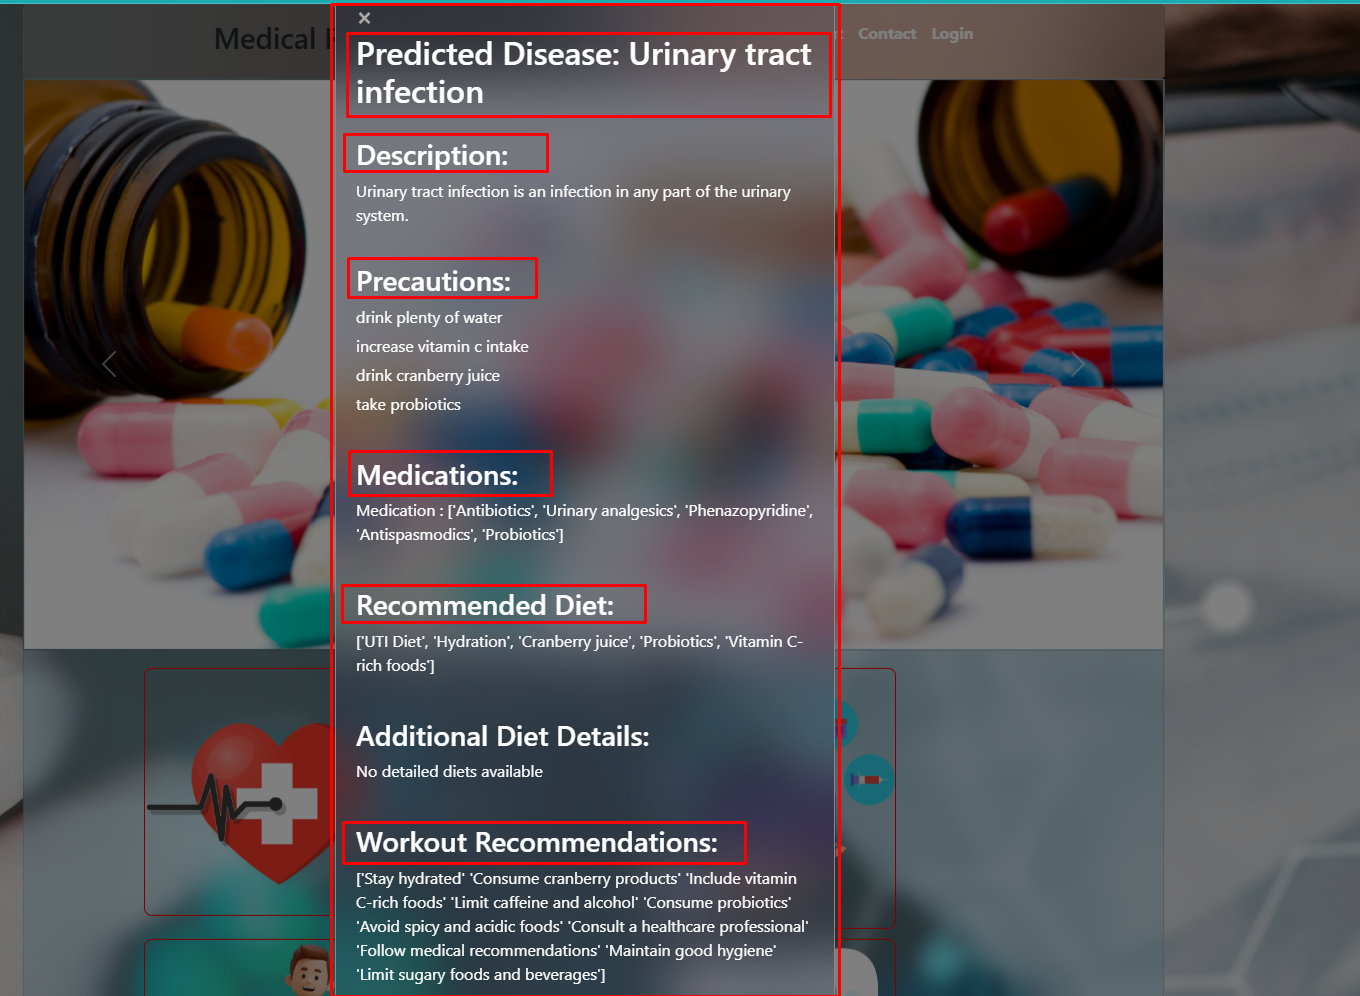 Medical
×
Contact Login
Predicted Disease: Urinary tract
infection
Description:
Urinary tract infection is an infection in any part of the urinary
system.
Precautions:
drink plenty of water
increase vitamin c intake
drink cranberry juice
take probiotics
Medications:
Medication : ['Antibiotics', 'Urinary analgesics', 'Phenazopyridine',
'Antispasmodics', 'Probiotics']
Recommended Diet:
['UTI Diet', 'Hydration', 'Cranberry juice', 'Probiotics', 'Vitamin C-
rich foods']
Additional Diet Details:
No detailed diets available
Workout Recommendations:
['Stay hydrated' 'Consume cranberry products' 'Include vitamin
C-rich foods' 'Limit caffeine and alcohol' 'Consume probiotics'
'Avoid spicy and acidic foods' 'Consult a healthcare professional'
'Follow medical recommendations' 'Maintain good hygiene'
'Limit sugary foods and beverages']